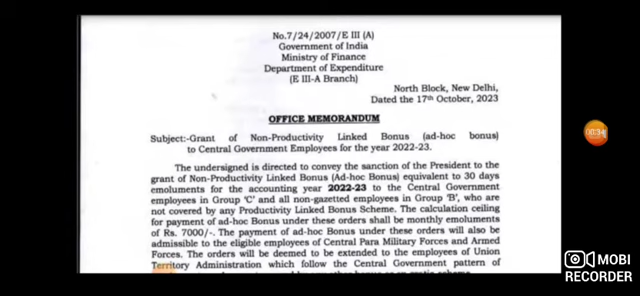 No.7/24/2007/E III (A)
Government of India
Ministry of Finance
Department of Expenditure
(E III-A Branch)
North Block, New Delhi,
Dated the 17th October, 2023
OFFICE MEMORANDUM
Subject:-Grant of Non-Productivity Linked Bonus (ad-hoc bonus)
to Central Government Employees for the year 2022-23.
The undersigned is directed to convey the sanction of the President to the
grant of Non-Productivity Linked Bonus (Ad-hoc Bonus) equivalent to 30 days
emoluments for the accounting year 2022-23 to the Central Government
employees in Group 'C' and all non-gazetted employees in Group 'B', who are
not covered by any Productivity Linked Bonus Scheme. The calculation ceiling
for payment of ad-hoc Bonus under these orders shall be monthly emoluments
of Rs. 7000/-. The payment of ad-hoc Bonus under these orders will also be
admissible to the eligible employees of Central Para Military Forces and Armed
Forces. The orders will be deemed to be extended to the employees of Union
Territory Administration which follow the Central Government pattern of
00:34
MOBI
RECORDER